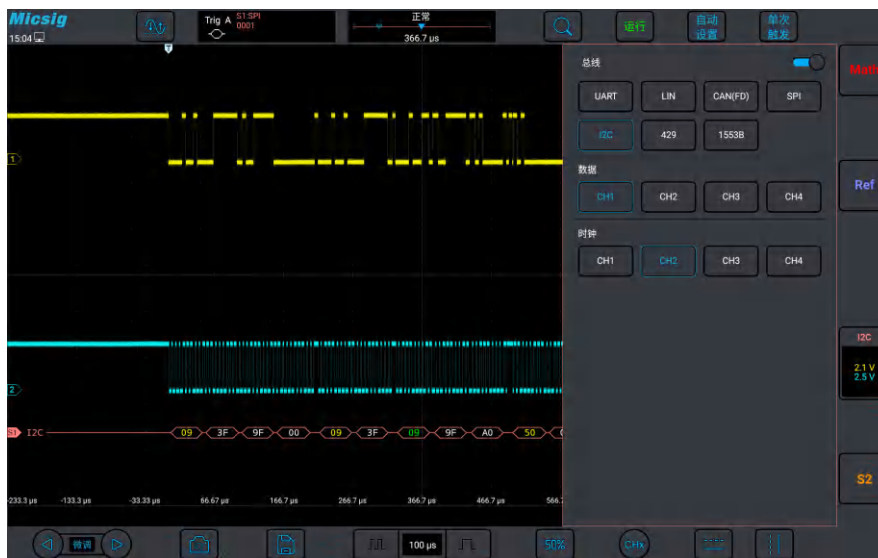 Micsig
15:04
Trig A S1:SPI
0001
正常
366.7 μs
运行
自动
设置
单次
触发
总线
UART LIN CAN(FD) SPI
I2C 429 1553B
数据
CH1 CH2 CH3 CH4
时钟
CH1 CH2 CH3 CH4
Math
Ref
I2C
2.1 V
2.5 V
S2
T
1
2
S1 I2C 09 3F 9F 00 09 3F 09 9F A0 50
-233.3 μs -133.3 μs -33.33 μs 66.67 μs 166.7 μs 266.7 μs 366.7 μs 466.7 μs 566.
微调 100 μs 50% CHx